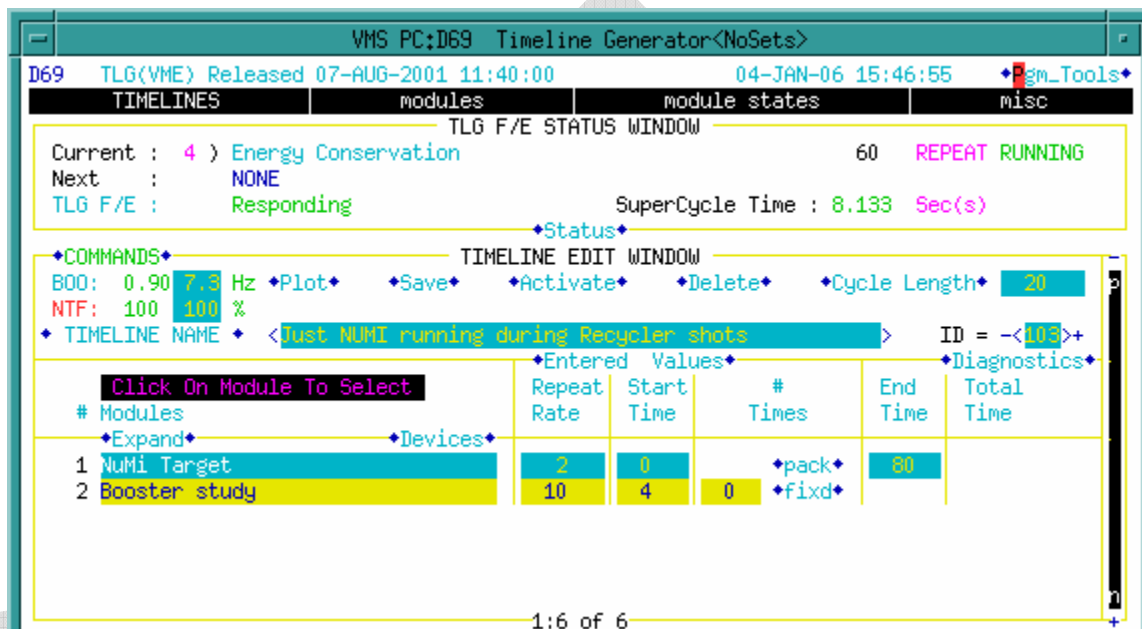 VMS PC:D69 Timeline Generator<NoSets>
D69 TLG(VME) Released 07-AUG-2001 11:40:00 04-JAN-06 15:46:55 ◆Pgm_Tools◆
TIMELINES modules module states misc
TLG F/E STATUS WINDOW
Current : 4 ) Energy Conservation 60 REPEAT RUNNING
Next : NONE
TLG F/E : Responding SuperCycle Time : 8.133 Sec(s)
◆Status◆
◆COMMANDS◆ TIMELINE EDIT WINDOW -
BOO: 0.90 7.3 Hz ◆Plot◆ ◆Save◆ ◆Activate◆ ◆Delete◆ ◆Cycle Length◆ 20 p
NTF: 100 100 %
◆ TIMELINE NAME ◆ <Just NUMI running during Recycler shots > ID = -<103>+
◆Entered Values◆ ◆Diagnostics◆
Click On Module To Select Repeat Start # End Total
# Modules Rate Time Times Time Time
◆Expand◆ ◆Devices◆
1 NuMi Target 2 0 ◆pack◆ 80
2 Booster study 10 4 0 ◆fixd◆
n
1:6 of 6 +